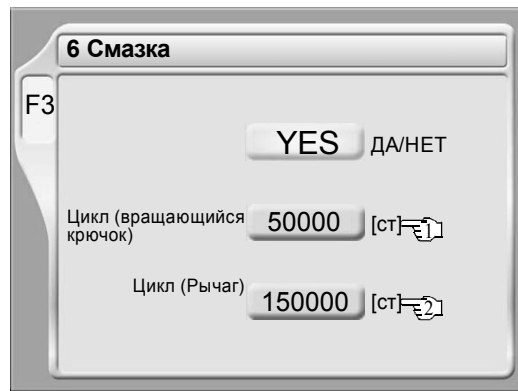 6 Смазка
F3
YES ДА/НЕТ
Цикл (вращающийся
крючок)
50000 [ст] 1
Цикл (Рычаг)
150000 [ст] 2